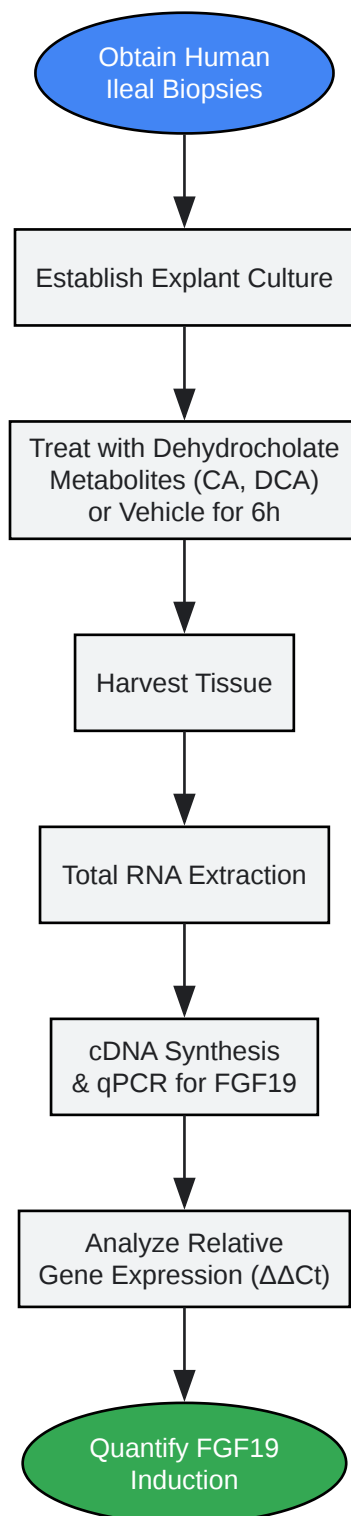 Obtain Human
Ileal Biopsies
Establish Explant Culture
Treat with Dehydrocholate
Metabolites (CA, DCA)
or Vehicle for 6h
Harvest Tissue
Total RNA Extraction
cDNA Synthesis
& qPCR for FGF19
Analyze Relative
Gene Expression (ΔΔCt)
Quantify FGF19
Induction